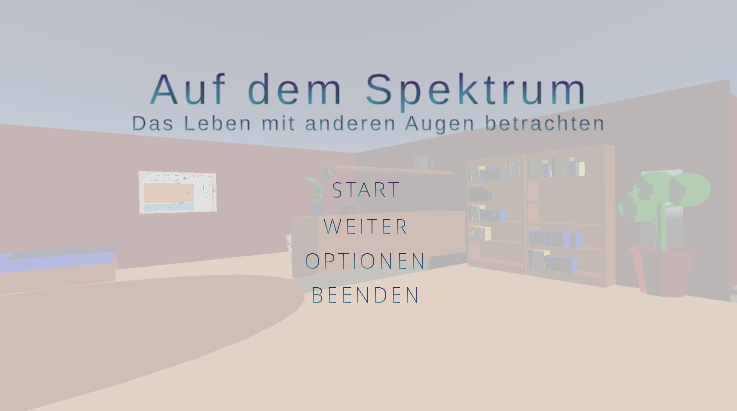 Auf dem Spektrum
Das Leben mit anderen Augen betrachten
START
WEITER
OPTIONEN
BEENDEN